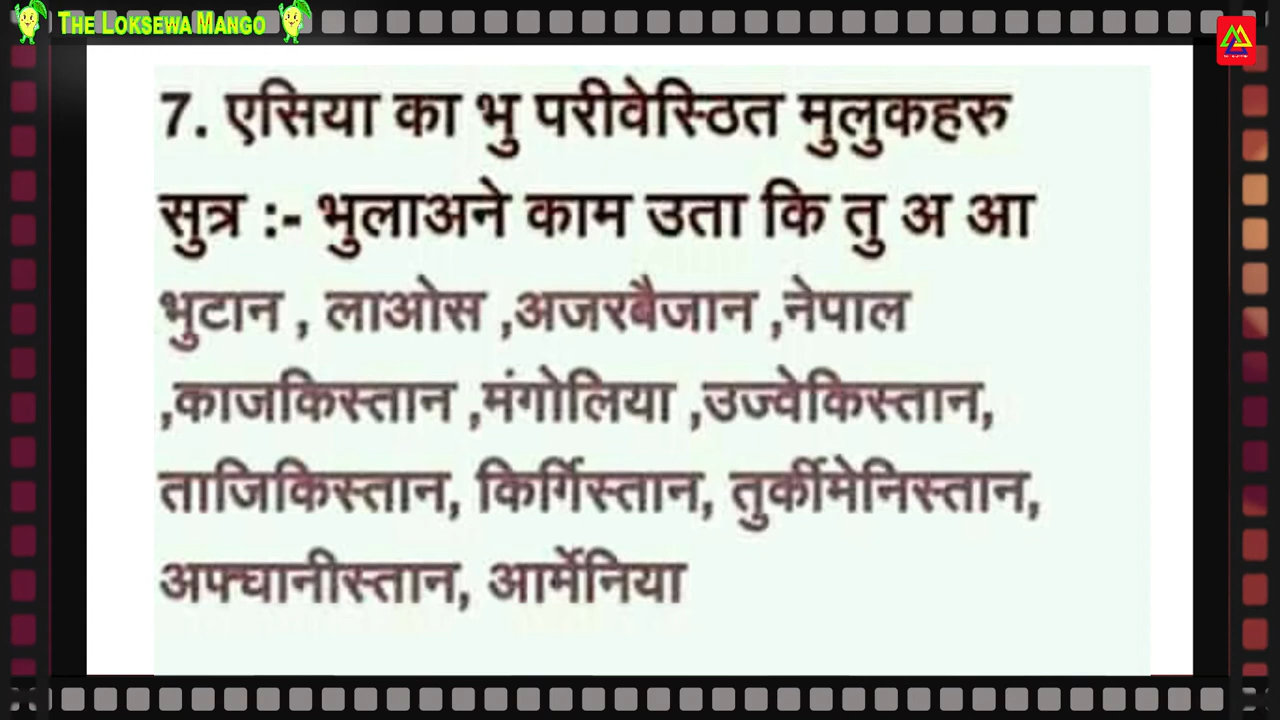 THE LOKSEWA MANGO
7. एसिया का भु परीवेस्ठित मुलुकहरु
सुत्र :- भुलाअने काम उता कि तु अ आ
भुटान , लाओस ,अजरबैजान ,नेपाल
,काजकिस्तान ,मंगोलिया ,उज्वेकिस्तान,
ताजिकिस्तान, किर्गिस्तान, तुर्कीमेनिस्तान,
अफ्घानीस्तान, आर्मेनिया